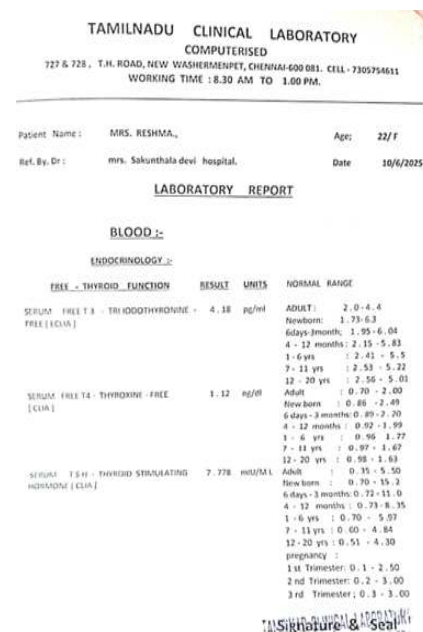 TAMILNADU CLINICAL LABORATORY
COMPUTERISED
727 & 728, T.H. ROAD, NEW WASHERMENPET, CHENNAI-600 081. CELL - 7305754611
WORKING TIME : 8.30 AM TO 1.00 PM.
Patient Name : MRS. RESHMA., Age; 22/ F
Ref. By. Dr : mrs. Sakunthala devi hospital. Date 10/6/2025
LABORATORY REPORT
BLOOD :-
ENDOCRINOLOGY :-
FREE - THYROID FUNCTION RESULT UNITS NORMAL RANGE
SERUM FREE T 3 - TRI IODOTHYRONINE - 4 . 18 pg/ml ADULT : 2.0 - 4.4
FREE [ CLIA ] Newborn: 1.73-6.3
6days-3month; 1.95 - 6.04
4 - 12 months : 2.15 - 5.83
1 - 6 yrs : 2.41 - 5.5
7 - 11 yrs : 2.53 - 5.22
12 - 20 yrs : 2.56 - 5.01
SERUM FREE T4 - THYROXINE -FREE 1 . 12 ng/dl Adult : 0.70 - 2.00
[ CLIA ] New born : 0.86 - 2.49
6 days - 3 months: 0.89 - 2.20
4 - 12 months : 0.92 - 1.99
1 - 6 yrs : 0.96 1.77
7 - 11 yrs : 0.97 - 1.67
12 - 20 yrs : 0.98 - 1.63
SERUM T S H - THYROID STIMULATING 7 . 778 mIU/M L Adult : 0.35 - 5.50
HORMONE [ CLIA ] New born : 0.70 - 15.2
6 days - 3 months: 0.72 - 11.0
4 - 12 months : 0.73 - 8.35
1 - 6 yrs : 0.70 - 5.97
7 - 11 yrs : 0.60 - 4.84
12 - 20 yrs : 0.51 - 4.30
pregnancy :
1 st Trimester: 0.1 - 2.50
2 nd Trimester: 0.2 - 3.00
3 rd Trimester ; 0.3 - 3.00
Signature & Seal